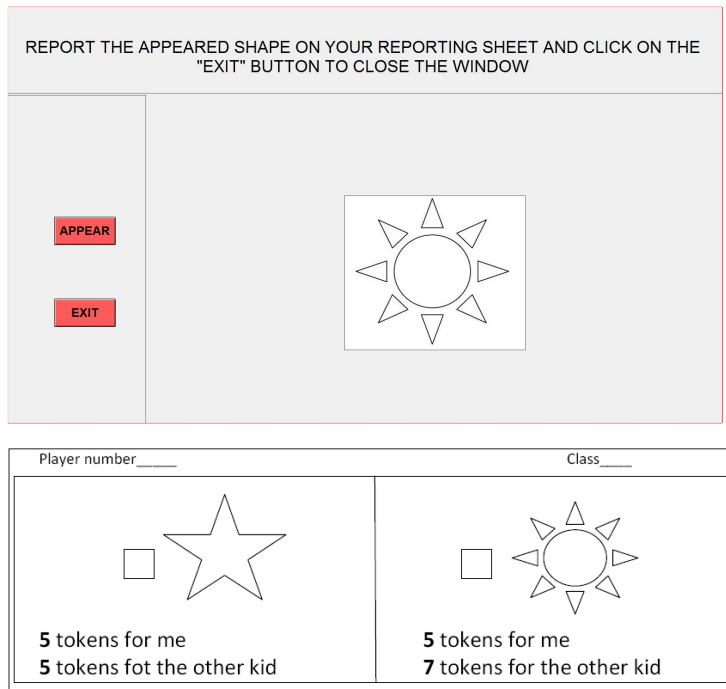 REPORT THE APPEARED SHAPE ON YOUR REPORTING SHEET AND CLICK ON THE
"EXIT" BUTTON TO CLOSE THE WINDOW
APPEAR
EXIT
Player number_____ Class____
5 tokens for me
5 tokens fot the other kid
5 tokens for me
7 tokens for the other kid